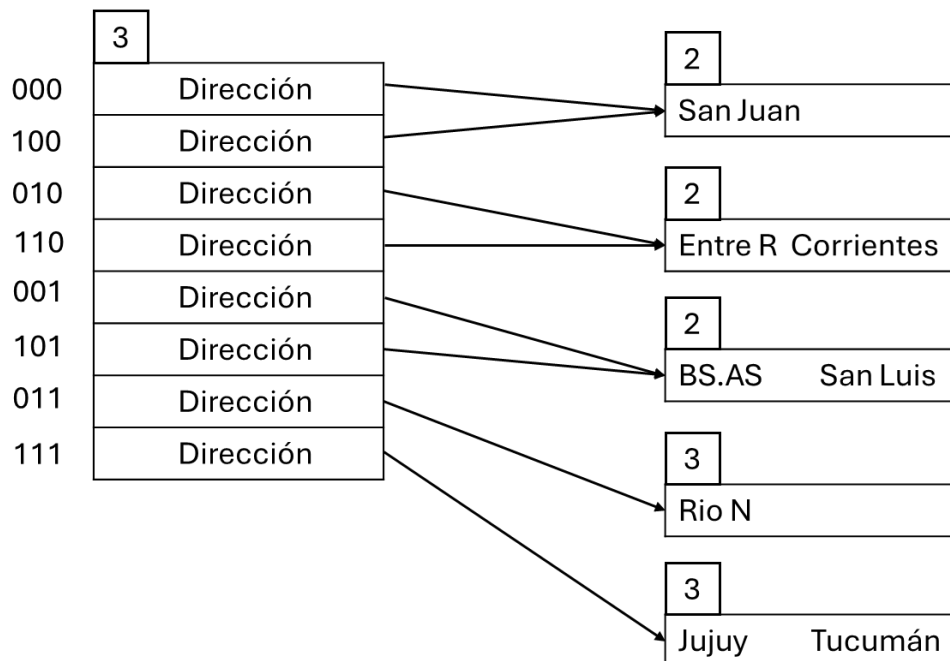 3
000 Dirección
100 Dirección
010 Dirección
110 Dirección
001 Dirección
101 Dirección
011 Dirección
111 Dirección
2
San Juan
2
Entre R Corrientes
2
BS.AS San Luis
3
Rio N
3
Jujuy Tucumán